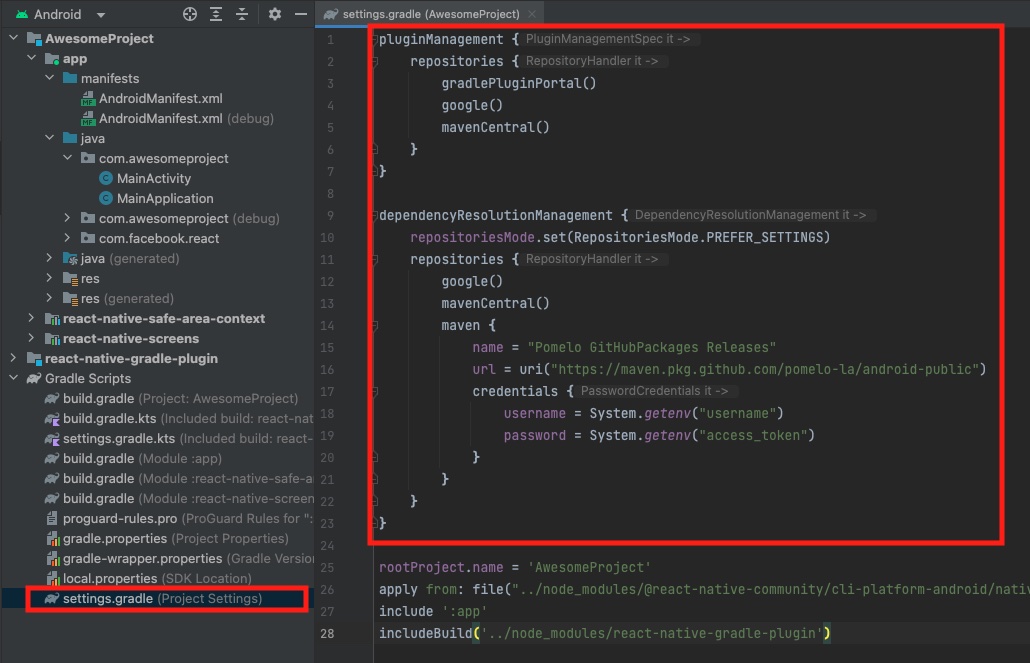 Android
AwesomeProject
app
manifests
AndroidManifest.xml
AndroidManifest.xml (debug)
java
com.awesomeproject
MainActivity
MainApplication
com.awesomeproject (debug)
com.facebook.react
java (generated)
res
res (generated)
react-native-safe-area-context
react-native-screens
react-native-gradle-plugin
Gradle Scripts
build.gradle (Project: AwesomeProject)
build.gradle.kts (Included build: react-nat
settings.gradle.kts (Included build: react-
build.gradle (Module :app)
build.gradle (Module :react-native-safe-a
build.gradle (Module :react-native-screen
proguard-rules.pro (ProGuard Rules for ":
gradle.properties (Project Properties)
gradle-wrapper.properties (Gradle Versio
local.properties (SDK Location)
settings.gradle (Project Settings)
settings.gradle (AwesomeProject)
1 pluginManagement { PluginManagementSpec it ->
2 repositories { RepositoryHandler it ->
3 gradlePluginPortal()
4 google()
5 mavenCentral()
6 }
7 }
8
9 dependencyResolutionManagement { DependencyResolutionManagement it ->
10 repositoriesMode.set(RepositoriesMode.PREFER_SETTINGS)
11 repositories { RepositoryHandler it ->
12 google()
13 mavenCentral()
14 maven {
15 name = "Pomelo GitHubPackages Releases"
16 url = uri("https://maven.pkg.github.com/pomelo-la/android-public")
17 credentials { PasswordCredentials it ->
18 username = System.getenv("username")
19 password = System.getenv("access_token")
20 }
21 }
22 }
23 }
24
25 rootProject.name = 'AwesomeProject'
26 apply from: file("../node_modules/@react-native-community/cli-platform-android/nativ
27 include ':app'
28 includeBuild('../node_modules/react-native-gradle-plugin')